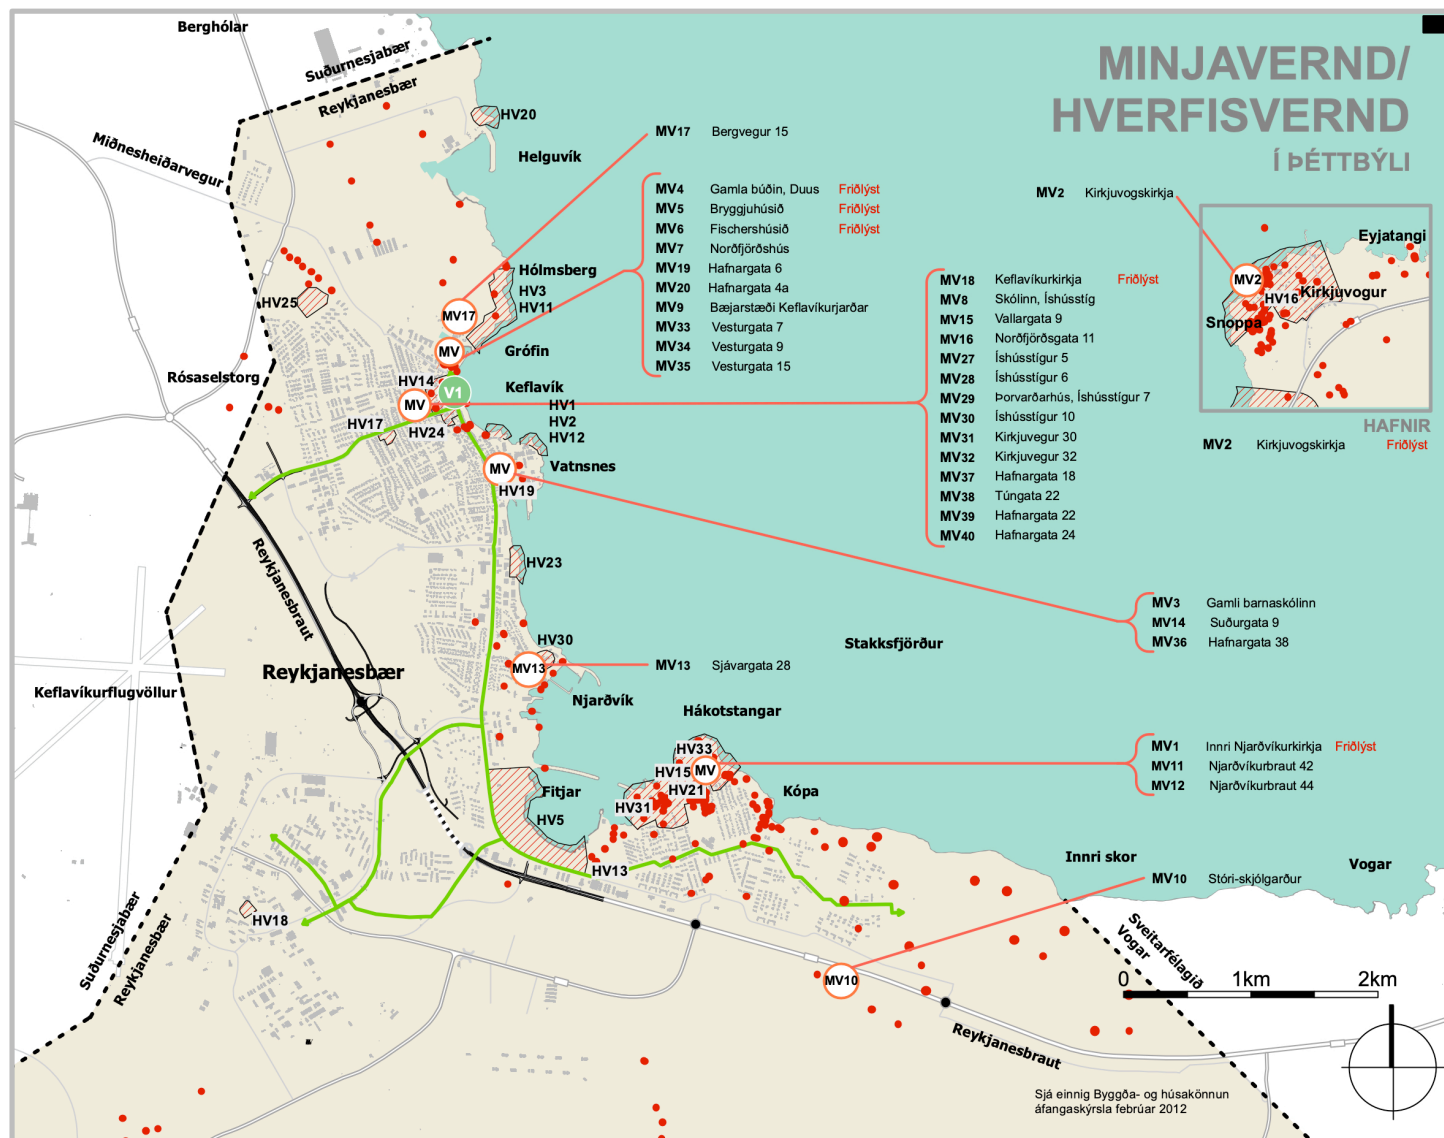 MINJAVERND/
HVERFISVERND
Í ÞÉTTBÝLI
Berghólar
Suðurnesjabær
Reykjanesbær
Miðnesheiðarvegur
HV20
Helguvík
MV17 Bergvegur 15
MV4 Gamla búðin, Duus Friðlýst
MV5 Bryggjuhúsið Friðlýst
MV6 Fischershúsið Friðlýst
MV7 Norðfjörðshús
MV19 Hafnargata 6
MV20 Hafnargata 4a
MV9 Bæjarstæði Keflavíkurjarðar
MV33 Vesturgata 7
MV34 Vesturgata 9
MV35 Vesturgata 15
MV2 Kirkjuvogskirkja
Eyjatangi
MV2
HV16
Kirkjuvogur
Snoppa
HAFNIR
MV2 Kirkjuvogskirkja Friðlýst
MV18 Keflavíkurkirkja Friðlýst
MV8 Skólinn, Íshússtíg
MV15 Vallargata 9
MV16 Norðfjörðsgata 11
MV27 Íshússtígur 5
MV28 Íshússtígur 6
MV29 Þorvarðarhús, Íshússtígur 7
MV30 Íshússtígur 10
MV31 Kirkjuvegur 30
MV32 Kirkjuvegur 32
MV37 Hafnargata 18
MV38 Túngata 22
MV39 Hafnargata 22
MV40 Hafnargata 24
Hólmsberg
HV3
HV11
HV25
MV17
MV
Grófin
Rósaselstorg
HV14
V1
Keflavík
MV
HV1
HV2
HV12
HV17
HV24
MV
Vatnsnes
HV19
HV23
Reykjanesbraut
MV3 Gamli barnaskólinn
MV14 Suðurgata 9
MV36 Hafnargata 38
Stakksfjörður
HV30
MV13
MV13 Sjávargata 28
Reykjanesbær
Keflavíkurflugvöllur
Njarðvík
Hákotstangar
HV33
HV15
MV
HV21
HV31
Kópa
MV1 Innri Njarðvíkurkirkja Friðlýst
MV11 Njarðvíkurbraut 42
MV12 Njarðvíkurbraut 44
Fitjar
HV5
HV13
Innri skor
Vogar
MV10 Stóri-skjólgarður
HV18
Suðurnesjabær
Reykjanesbær
Sveitarfélagið
Vogar
MV10
0 1km 2km
Reykjanesbraut
Sjá einnig Byggða- og húsakönnun
áfangaskýrsla febrúar 2012